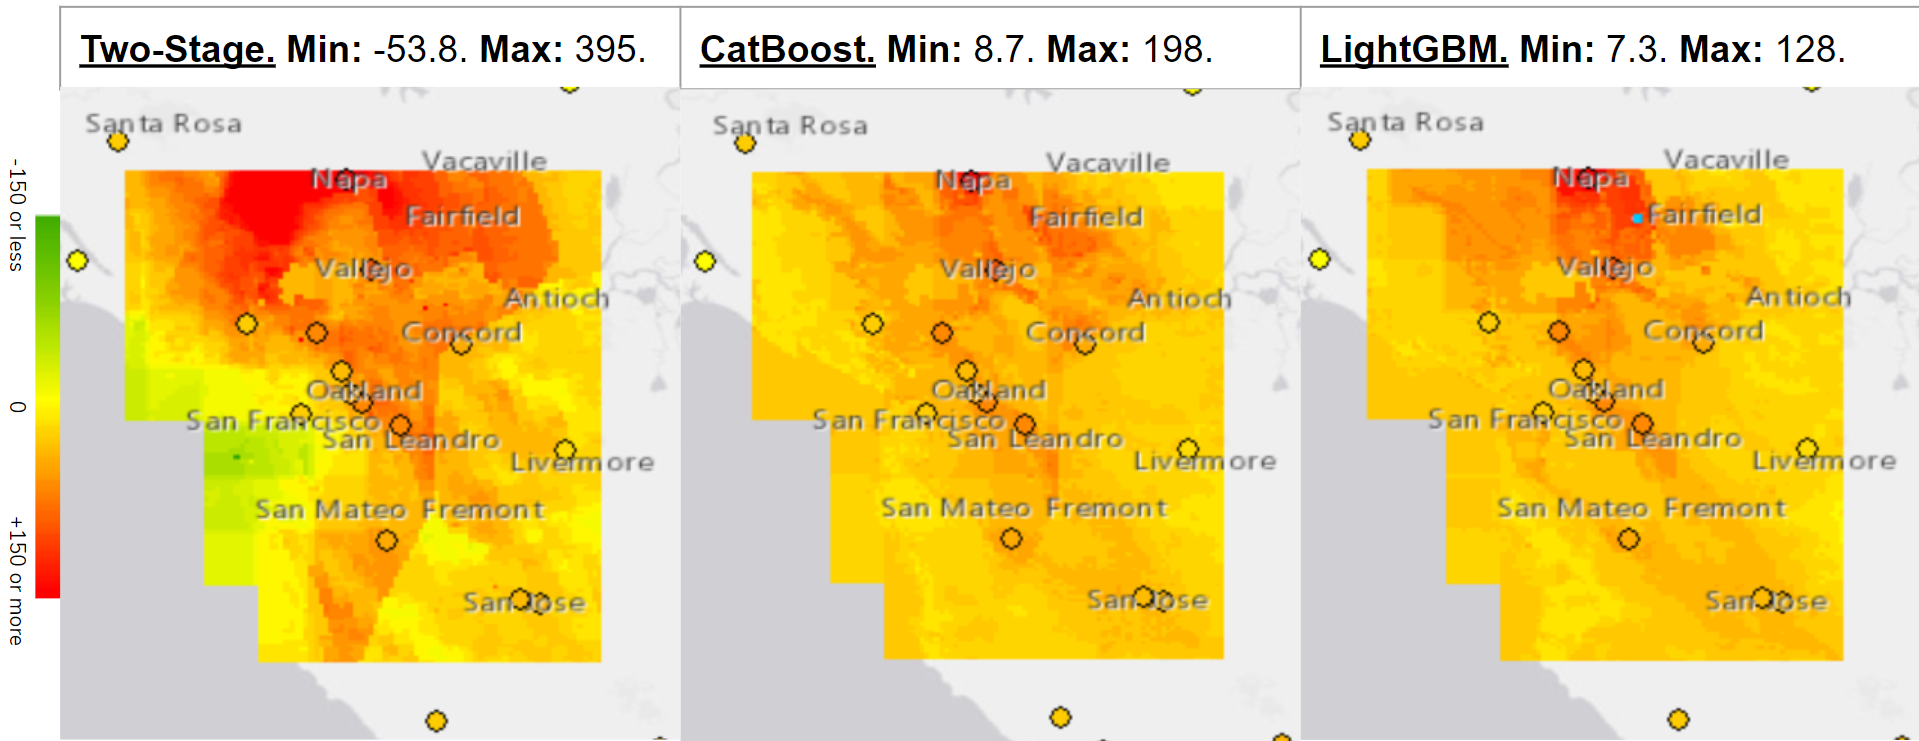 Two-Stage. Min: -53.8. Max: 395.
CatBoost. Min: 8.7. Max: 198.
LightGBM. Min: 7.3. Max: 128.
-150 or less
0
+150 or more
Santa Rosa
Vacaville
Napa
Fairfield
Vallejo
Antioch
Concord
Oakland
San Francisco
San Leandro
Livermore
San Mateo
Fremont
San Jose
Santa Rosa
Vacaville
Napa
Fairfield
Vallejo
Antioch
Concord
Oakland
San Francisco
San Leandro
Livermore
San Mateo
Fremont
San Jose
Santa Rosa
Vacaville
Napa
Fairfield
Vallejo
Antioch
Concord
Oakland
San Francisco
San Leandro
Livermore
San Mateo
Fremont
San Jose